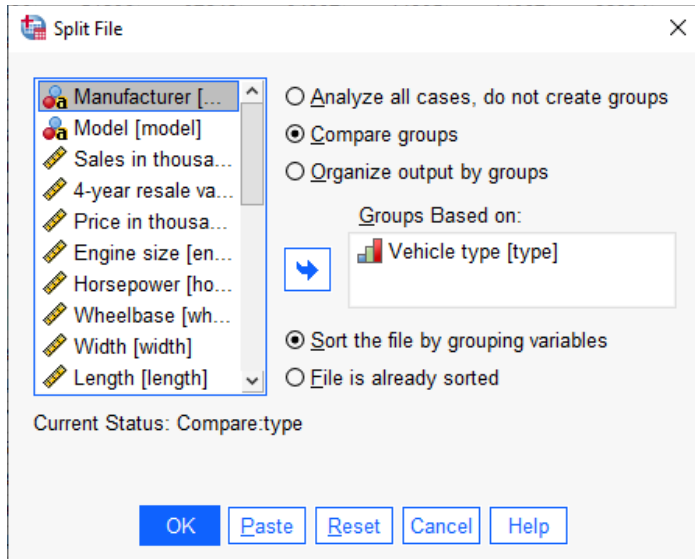 Split File
Manufacturer [...
Model [model]
Sales in thousa...
4-year resale va...
Price in thousa...
Engine size [en...
Horsepower [ho...
Wheelbase [wh...
Width [width]
Length [length]
Analyze all cases, do not create groups
Compare groups
Organize output by groups
Groups Based on:
Vehicle type [type]
Sort the file by grouping variables
File is already sorted
Current Status: Compare:type
OK Paste Reset Cancel Help